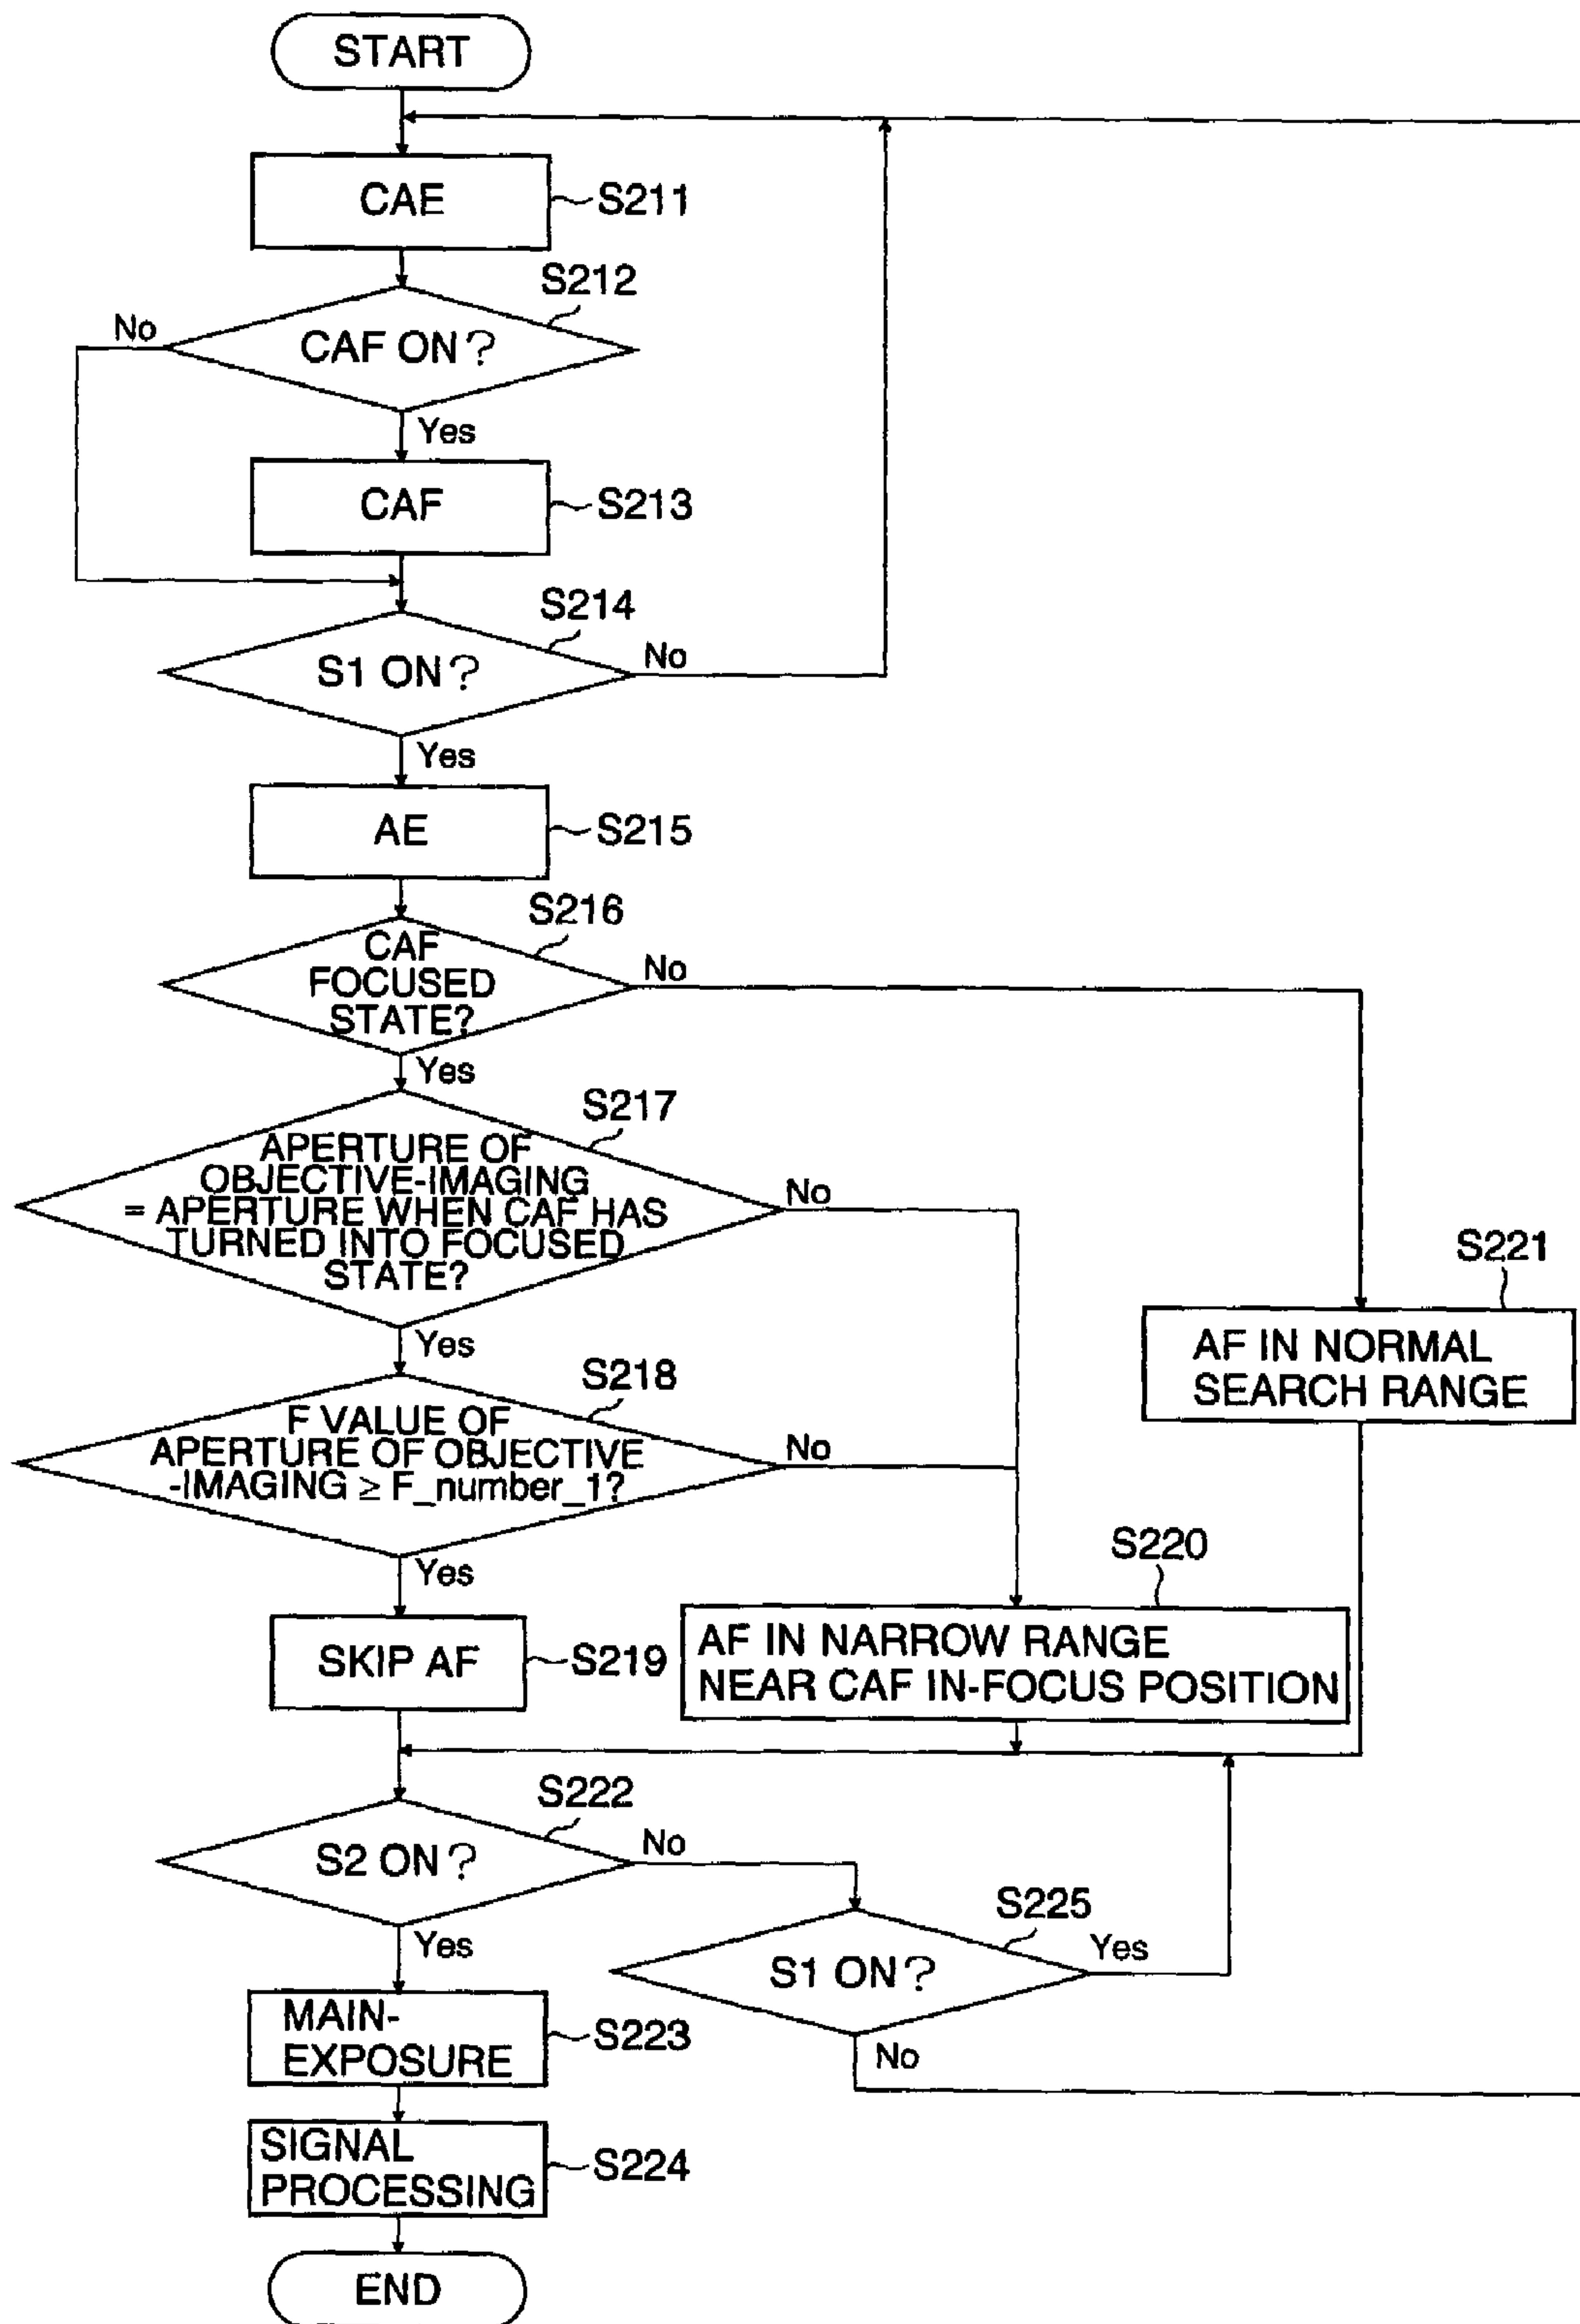 START
CAE
S211
S212
CAF ON?
No
Yes
CAF
S213
S214
S1 ON?
No
Yes
AE
S215
S216
CAF
FOCUSED
STATE?
No
Yes
S217
APERTURE OF
OBJECTIVE-IMAGING
= APERTURE WHEN CAF HAS
TURNED INTO FOCUSED
STATE?
No
Yes
S221
AF IN NORMAL
SEARCH RANGE
S218
F VALUE OF
APERTURE OF OBJECTIVE
-IMAGING ≥ F_number_1?
No
Yes
SKIP AF
S219
S220
AF IN NARROW RANGE
NEAR CAF IN-FOCUS POSITION
S222
S2 ON?
No
Yes
S225
S1 ON?
Yes
No
MAIN-
EXPOSURE
S223
SIGNAL
PROCESSING
S224
END